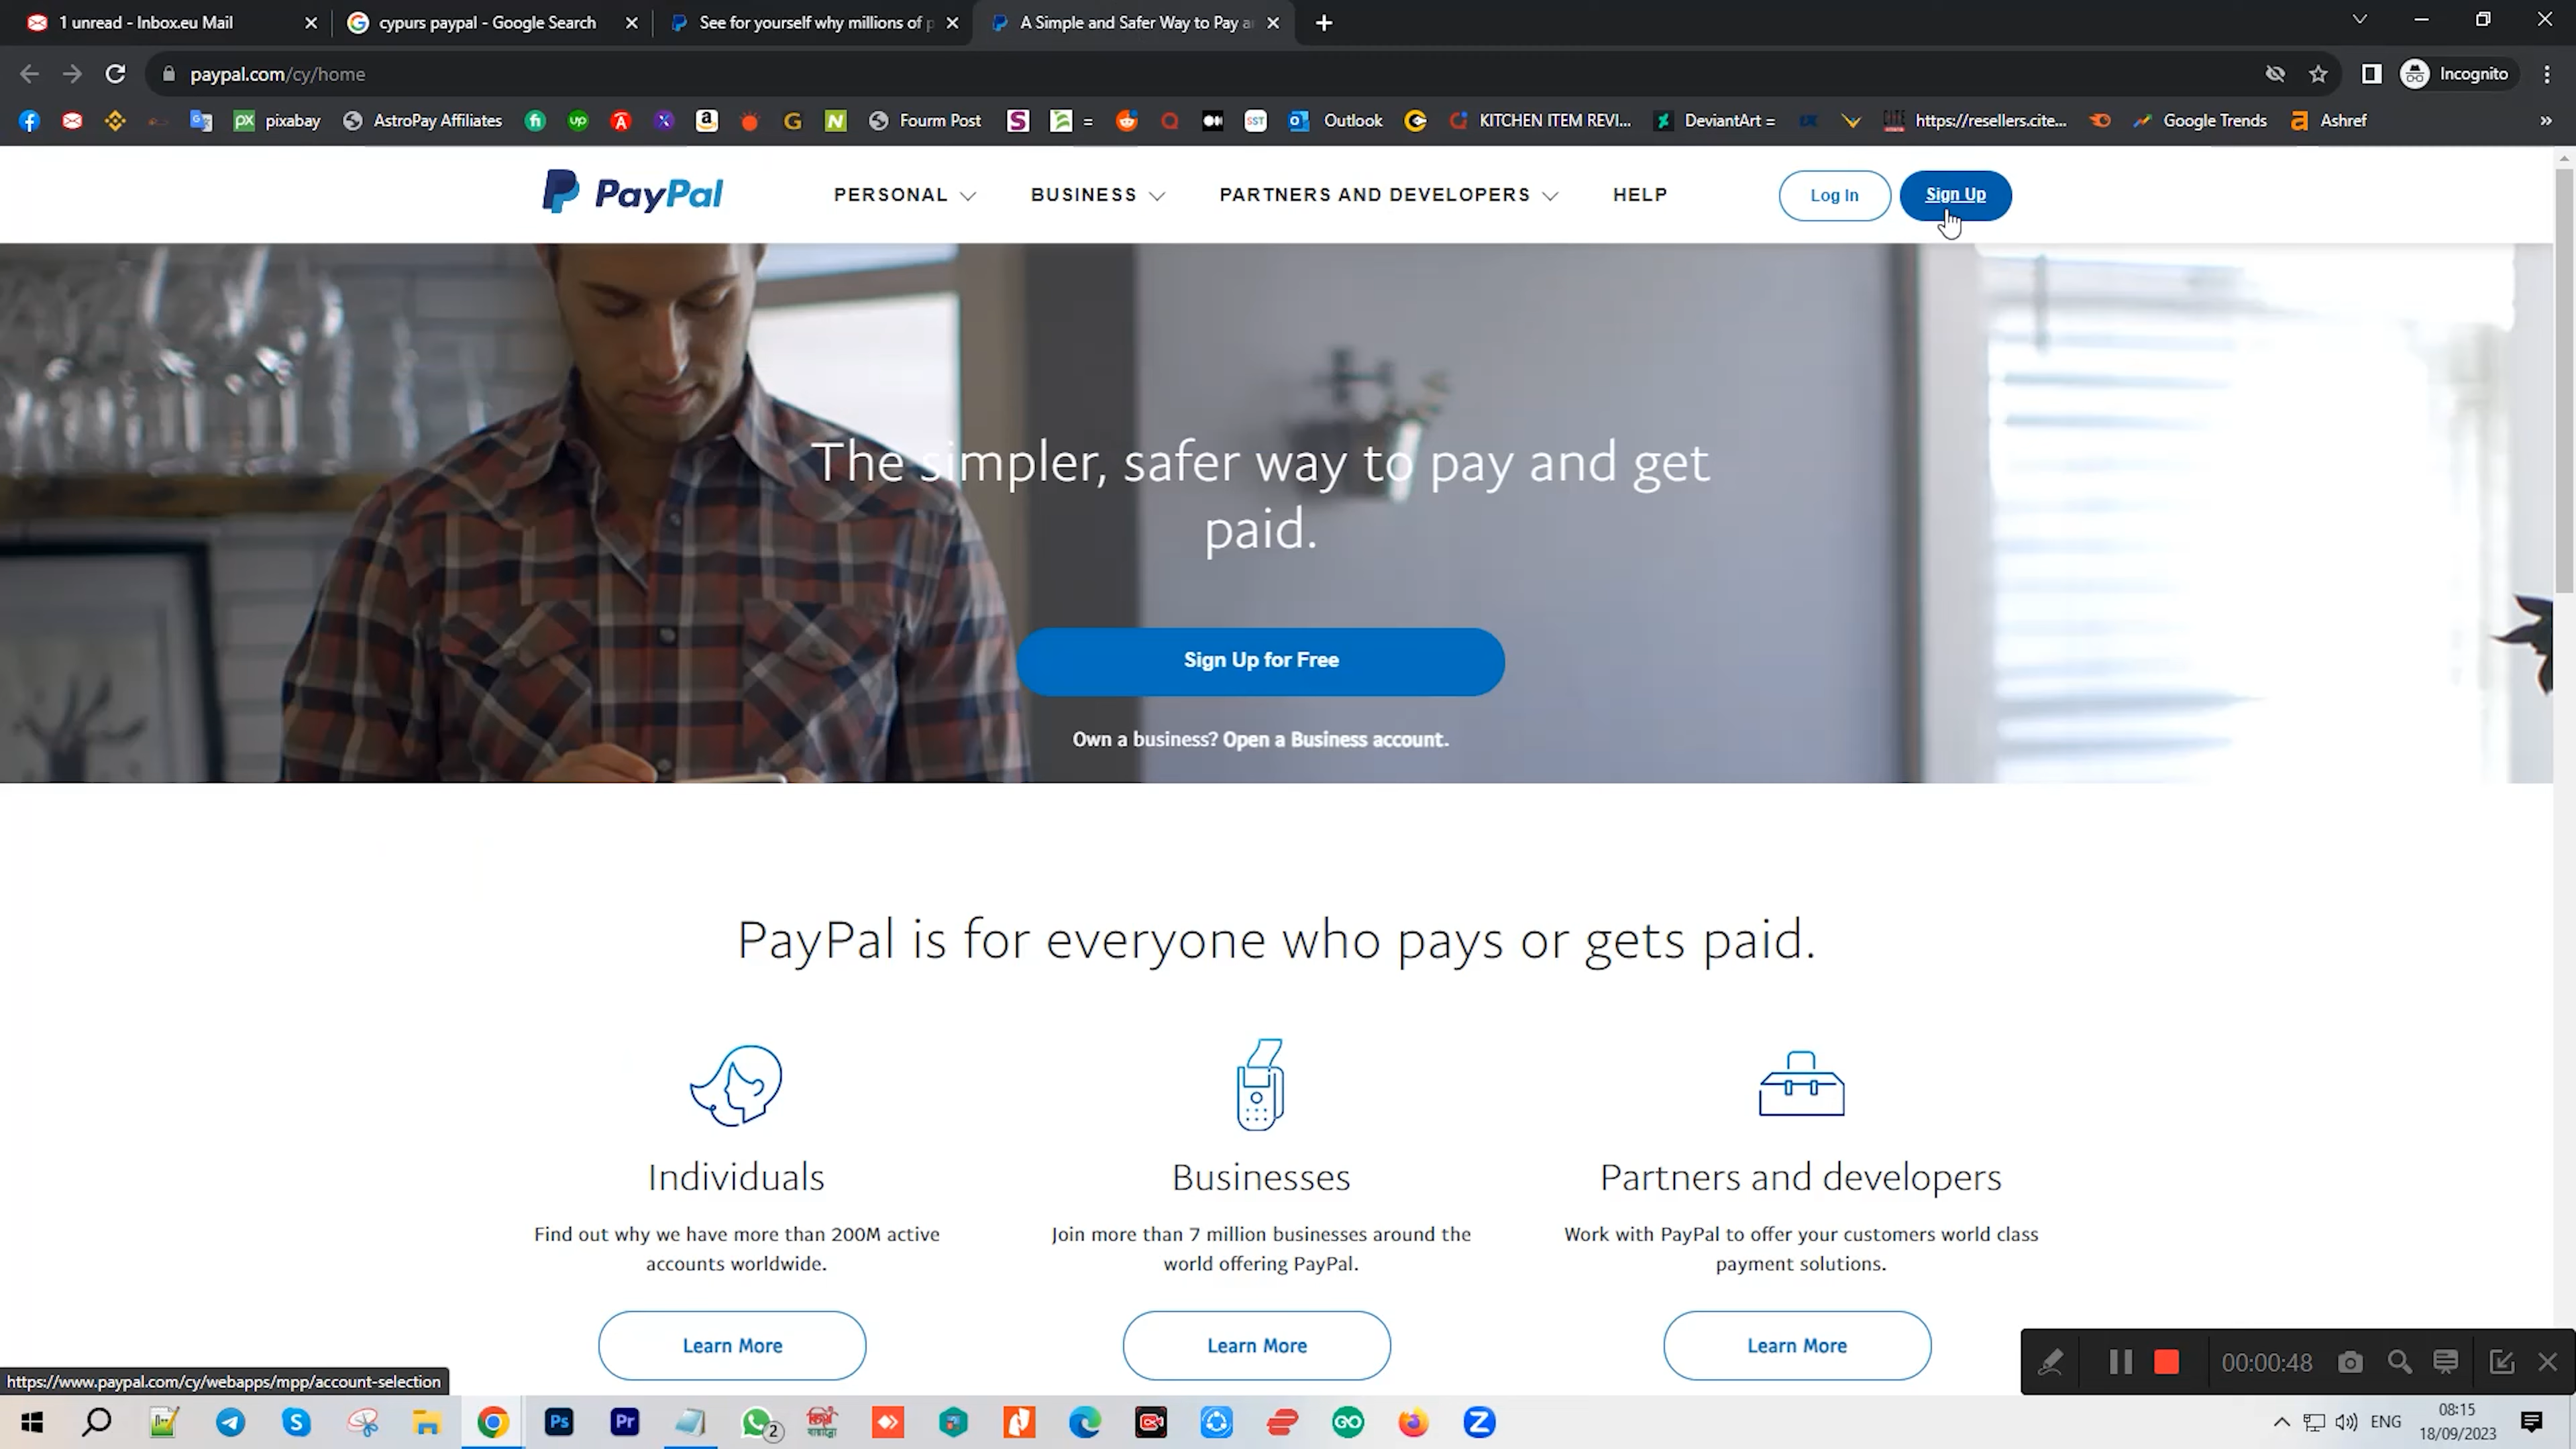 1 unread - Inbox.eu Mail
cypurs paypal - Google Search
See for yourself why millions of p
A Simple and Safer Way to Pay a
paypal.com/cy/home
Incognito
pixabay
AstroPay Affiliates
Fourm Post
=
Outlook
KITCHEN ITEM REVI...
DeviantArt =
https://resellers.cite...
Google Trends
Ashref
PayPal
PERSONAL
BUSINESS
PARTNERS AND DEVELOPERS
HELP
Log In
Sign Up
The simpler, safer way to pay and get
paid.
Sign Up for Free
Own a business? Open a Business account.
PayPal is for everyone who pays or gets paid.
Individuals
Businesses
Partners and developers
Find out why we have more than 200M active
accounts worldwide.
Join more than 7 million businesses around the
world offering PayPal.
Work with PayPal to offer your customers world class
payment solutions.
Learn More
Learn More
Learn More
https://www.paypal.com/cy/webapps/mpp/account-selection
00:00:48
ENG
08:15
18/09/2023